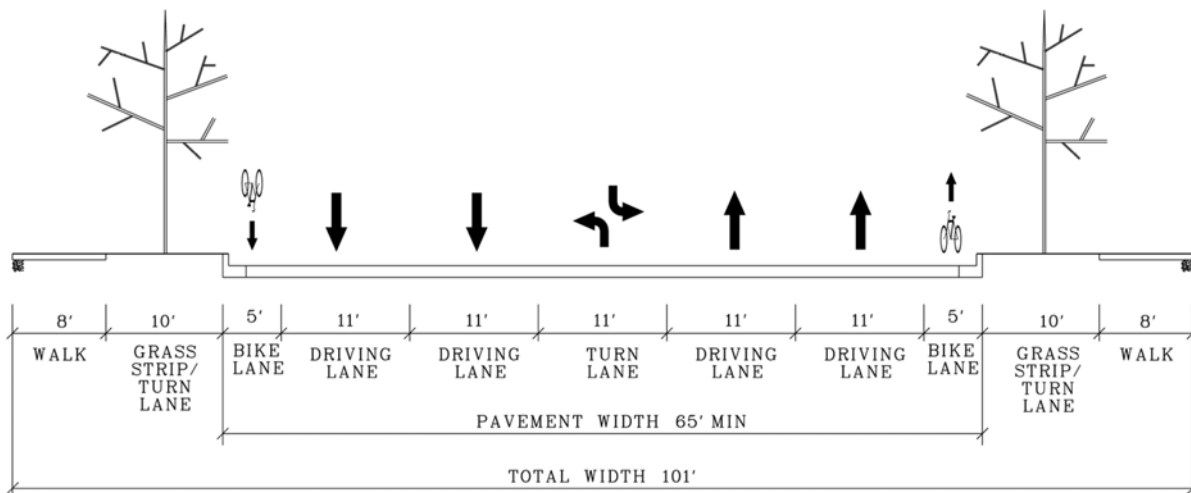 8' 10' 5' 11' 11' 11' 11' 11' 5' 10' 8'
WALK
GRASS
STRIP/
TURN
LANE
BIKE
LANE
DRIVING
LANE
DRIVING
LANE
TURN
LANE
DRIVING
LANE
DRIVING
LANE
BIKE
LANE
GRASS
STRIP/
TURN
LANE
WALK
PAVEMENT WIDTH 65' MIN
TOTAL WIDTH 101'